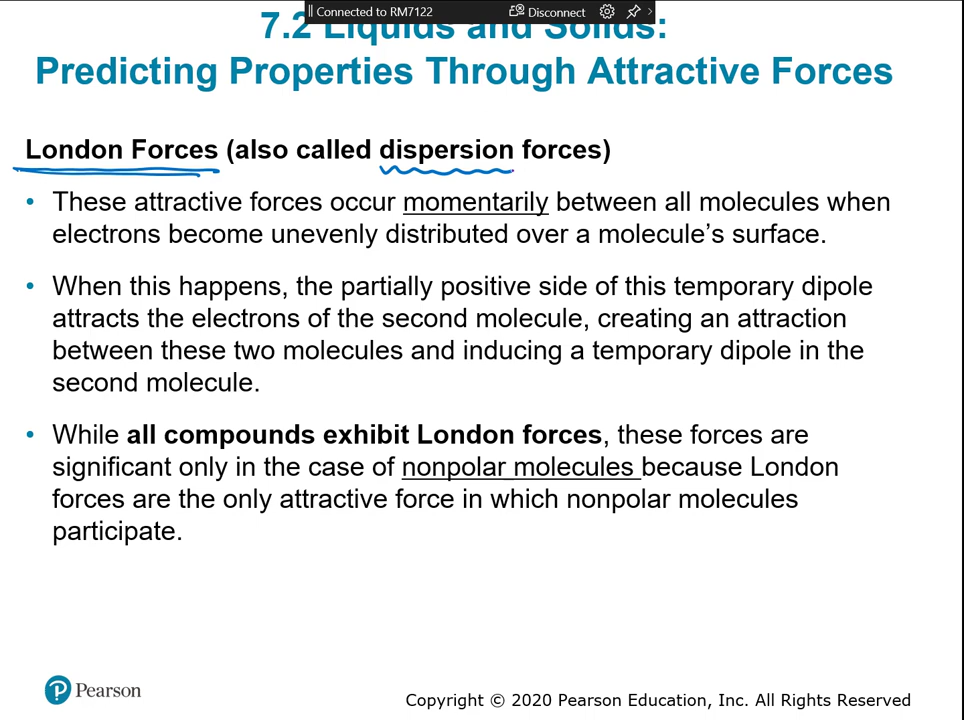 Connected to RM7122 Disconnect
7.2 Liquids and Solids:
Predicting Properties Through Attractive Forces
London Forces (also called dispersion forces)
• These attractive forces occur momentarily between all molecules when
electrons become unevenly distributed over a molecule’s surface.
• When this happens, the partially positive side of this temporary dipole
attracts the electrons of the second molecule, creating an attraction
between these two molecules and inducing a temporary dipole in the
second molecule.
• While all compounds exhibit London forces, these forces are
significant only in the case of nonpolar molecules because London
forces are the only attractive force in which nonpolar molecules
participate.
P Pearson
Copyright © 2020 Pearson Education, Inc. All Rights Reserved